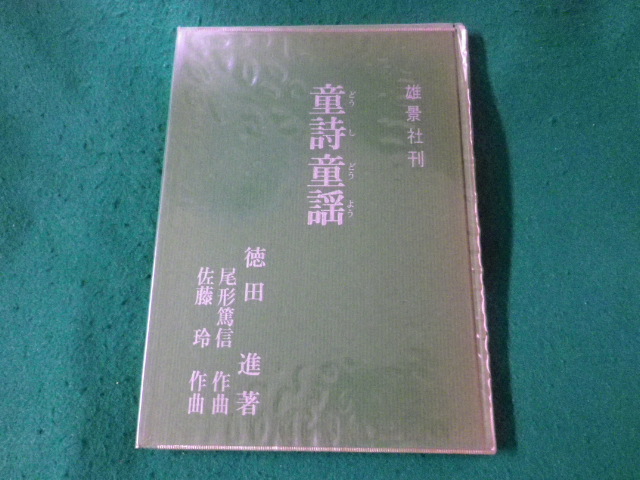 雄景社刊
童詩童謡
どうしどうよう
徳田進著
尾形篤信作曲
佐藤玲作曲